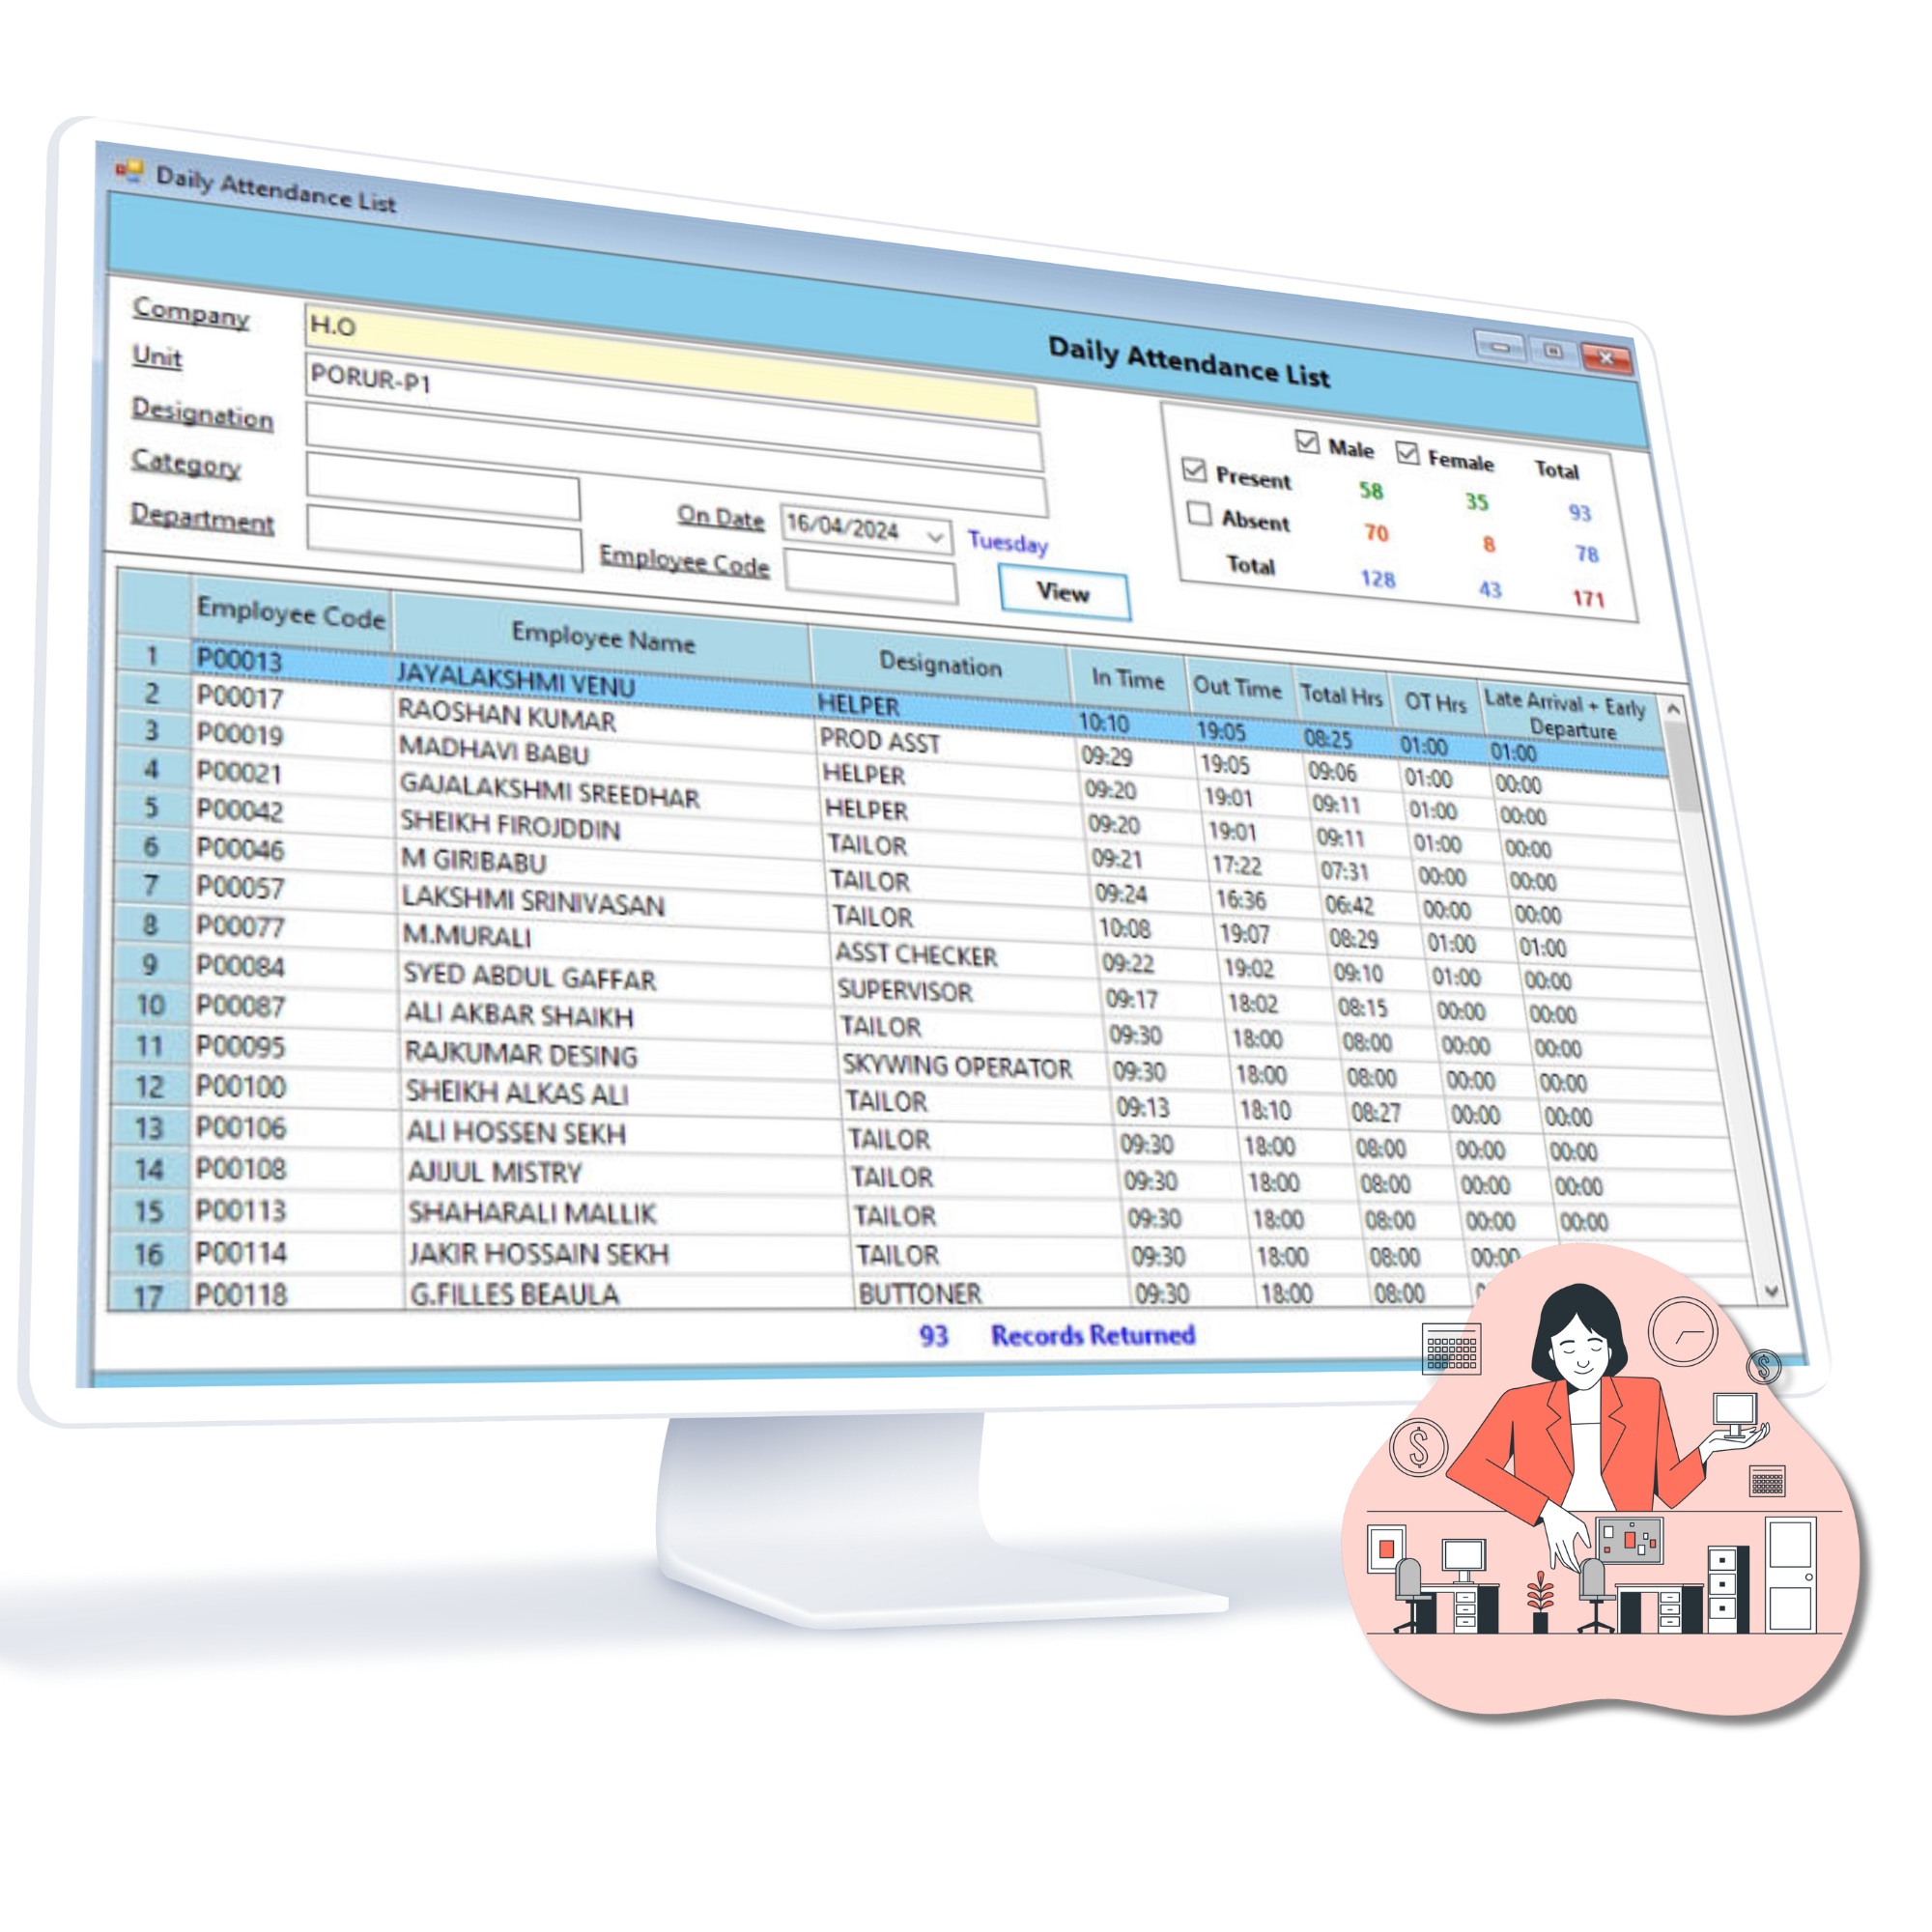 Daily Attendance List
Daily Attendance List
Company H.O
Unit PORUR-P1
Designation
Category
Department
On Date 16/04/2024 Tuesday
Employee Code
View
Male Female Total
Present 58 35 93
Absent 70 8 78
Total 128 43 171
Employee Code Employee Name Designation In Time Out Time Total Hrs OT Hrs Late Arrival + Early Departure
1 P00013 JAYALAKSHMI VENU HELPER 10:10 19:05 08:25 01:00 01:00
2 P00017 RAOSHAN KUMAR PROD ASST 09:29 19:05 09:06 01:00 00:00
3 P00019 MADHAVI BABU HELPER 09:20 19:01 09:11 01:00 00:00
4 P00021 GAJALAKSHMI SREEDHAR HELPER 09:20 19:01 09:11 01:00 00:00
5 P00042 SHEIKH FIROJDDIN TAILOR 09:21 17:22 07:31 00:00 00:00
6 P00046 M GIRIBABU TAILOR 09:24 16:36 06:42 00:00 00:00
7 P00057 LAKSHMI SRINIVASAN TAILOR 10:08 19:07 08:29 01:00 01:00
8 P00077 M.MURALI ASST CHECKER 09:22 19:02 09:10 01:00 00:00
9 P00084 SYED ABDUL GAFFAR SUPERVISOR 09:17 18:02 08:15 00:00 00:00
10 P00087 ALI AKBAR SHAIKH TAILOR 09:30 18:00 08:00 00:00 00:00
11 P00095 RAJKUMAR DESING SKYWING OPERATOR 09:30 18:00 08:00 00:00 00:00
12 P00100 SHEIKH ALKAS ALI TAILOR 09:13 18:10 08:27 00:00 00:00
13 P00106 ALI HOSSEN SEKH TAILOR 09:30 18:00 08:00 00:00 00:00
14 P00108 AJIJUL MISTRY TAILOR 09:30 18:00 08:00 00:00 00:00
15 P00113 SHAHARALI MALLIK TAILOR 09:30 18:00 08:00 00:00 00:00
16 P00114 JAKIR HOSSAIN SEKH TAILOR 09:30 18:00 08:00 00:00
17 P00118 G.FILLES BEAULA BUTTONER 09:30 18:00 08:00
93 Records Returned
$
$